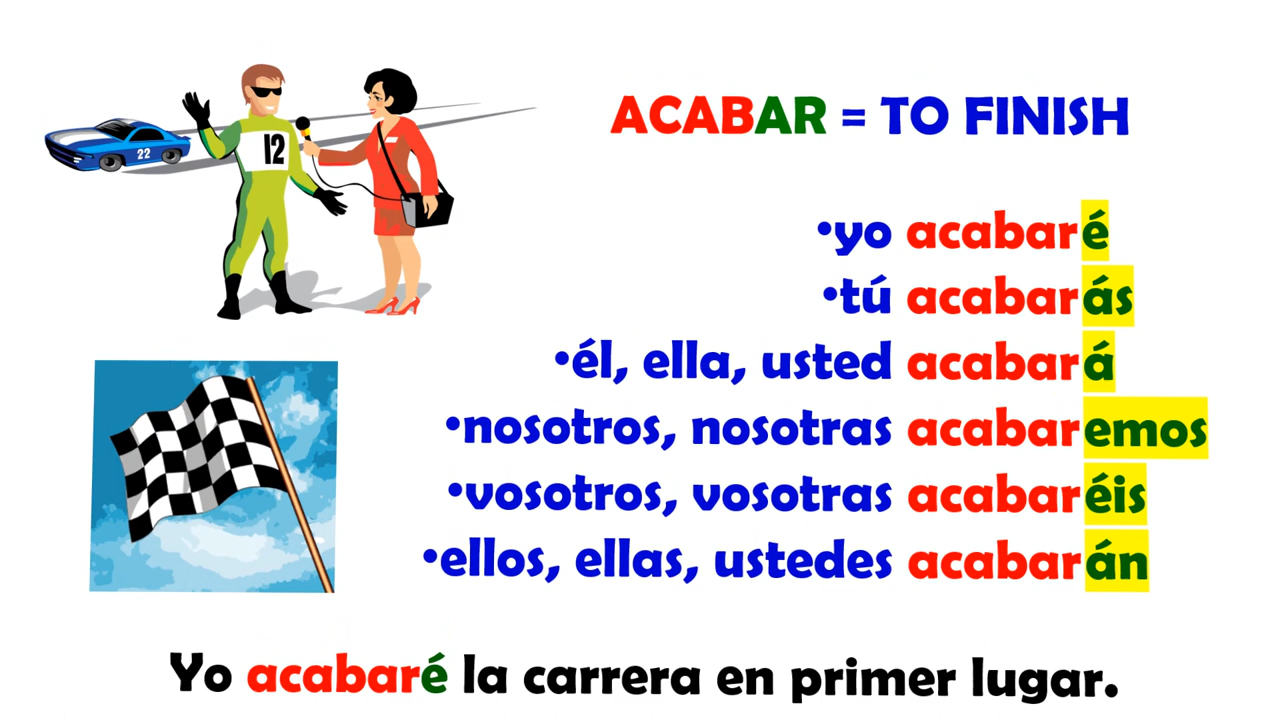 ACABAR = TO FINISH
22
12
•yo acabaré
•tú acabarás
•él, ella, usted acabará
•nosotros, nosotras acabaremos
•vosotros, vosotras acabaréis
•ellos, ellas, ustedes acabarán
Yo acabaré la carrera en primer lugar.